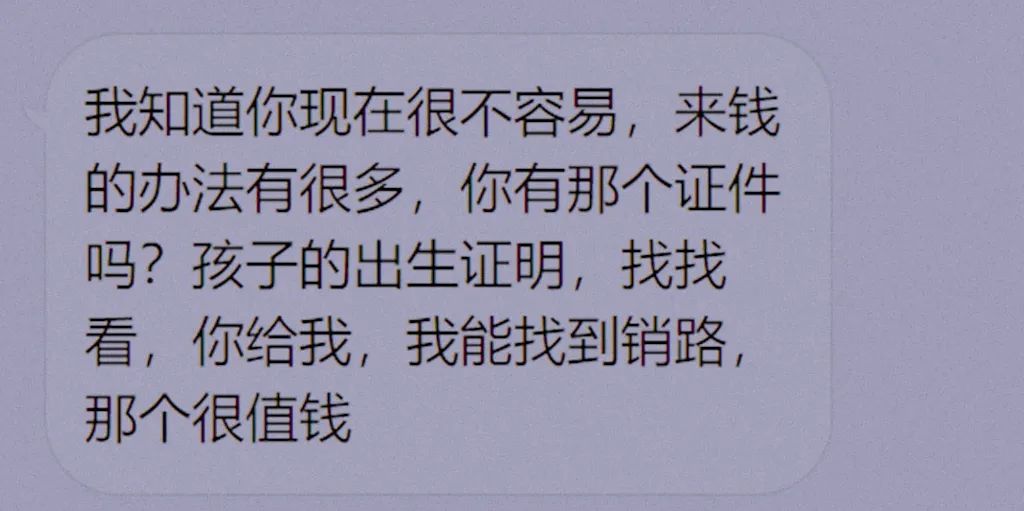 我知道你现在很不容易，来钱
的办法有很多，你有那个证件
吗？孩子的出生证明，找找
看，你给我，我能找到销路，
那个很值钱